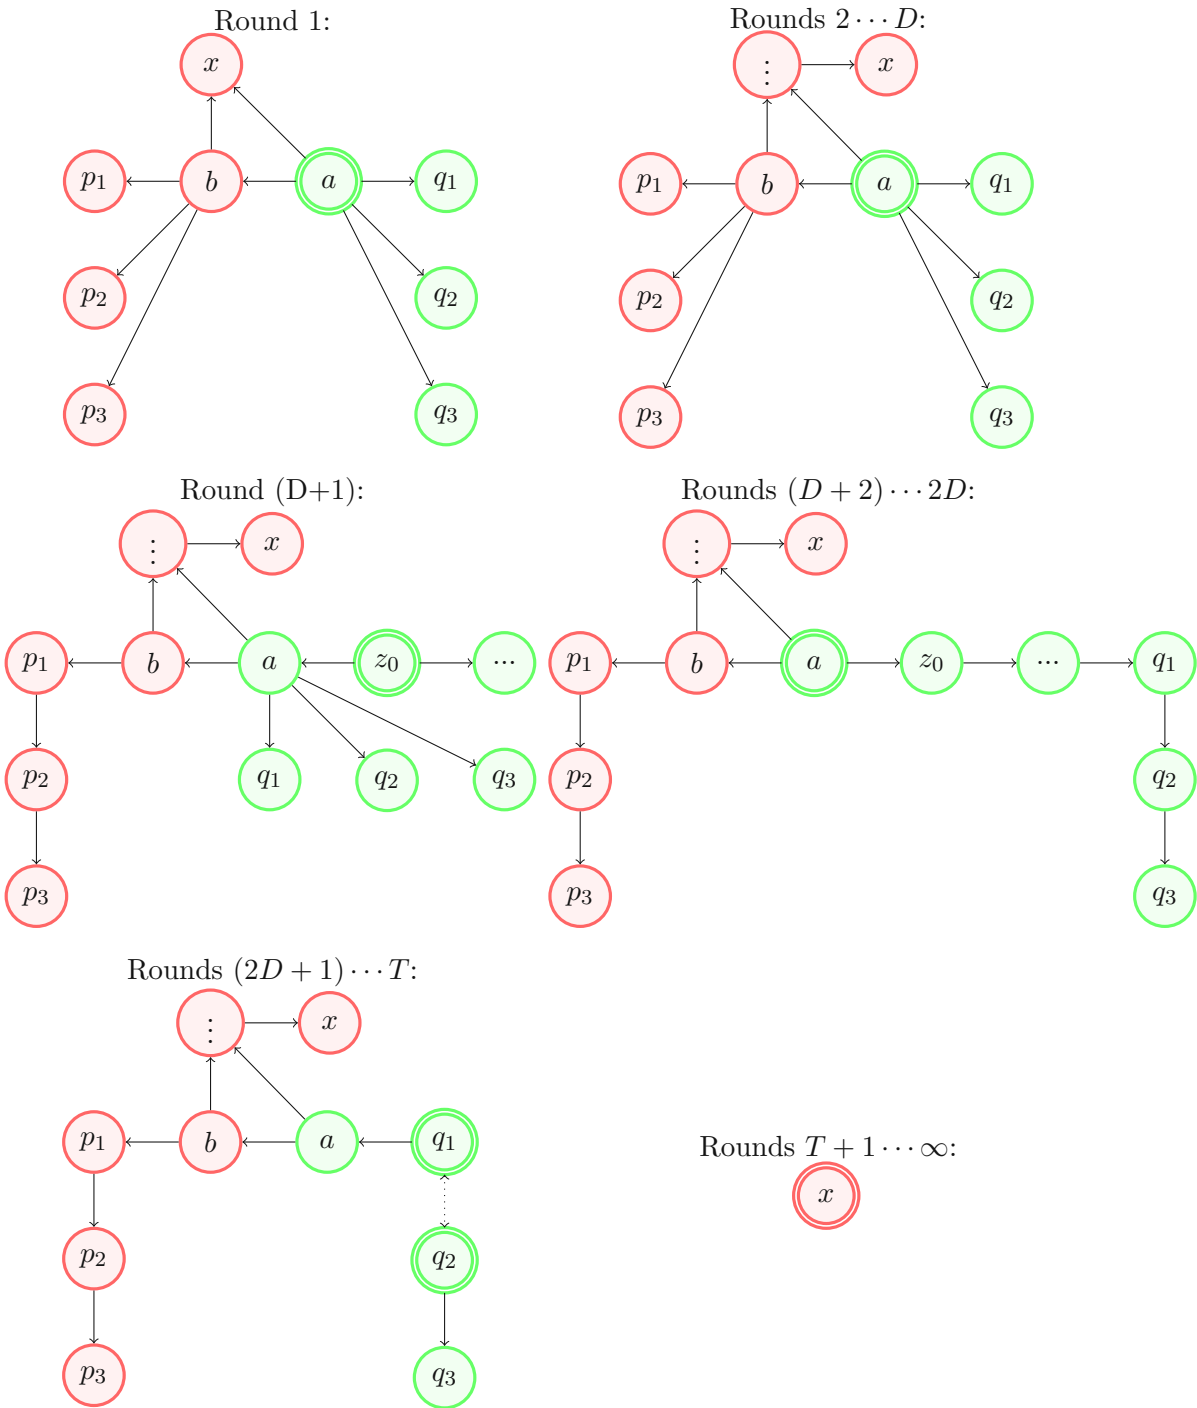 Round 1:
x
p₁ b a q₁
p₂ q₂
p₃ q₃
Rounds 2 ⋯ D:
⋮ x
p₁ b a q₁
p₂ q₂
p₃ q₃
Round (D+1):
⋮ x
p₁ b a z₀ ...
p₂ q₁ q₂ q₃
p₃
Rounds (D + 2) ⋯ 2D:
⋮ x
p₁ b a z₀ ... q₁
p₂ q₂
p₃ q₃
Rounds (2D + 1) ⋯ T:
⋮ x
p₁ b a q₁
p₂ q₂
p₃ q₃
Rounds T + 1 ⋯ ∞:
x